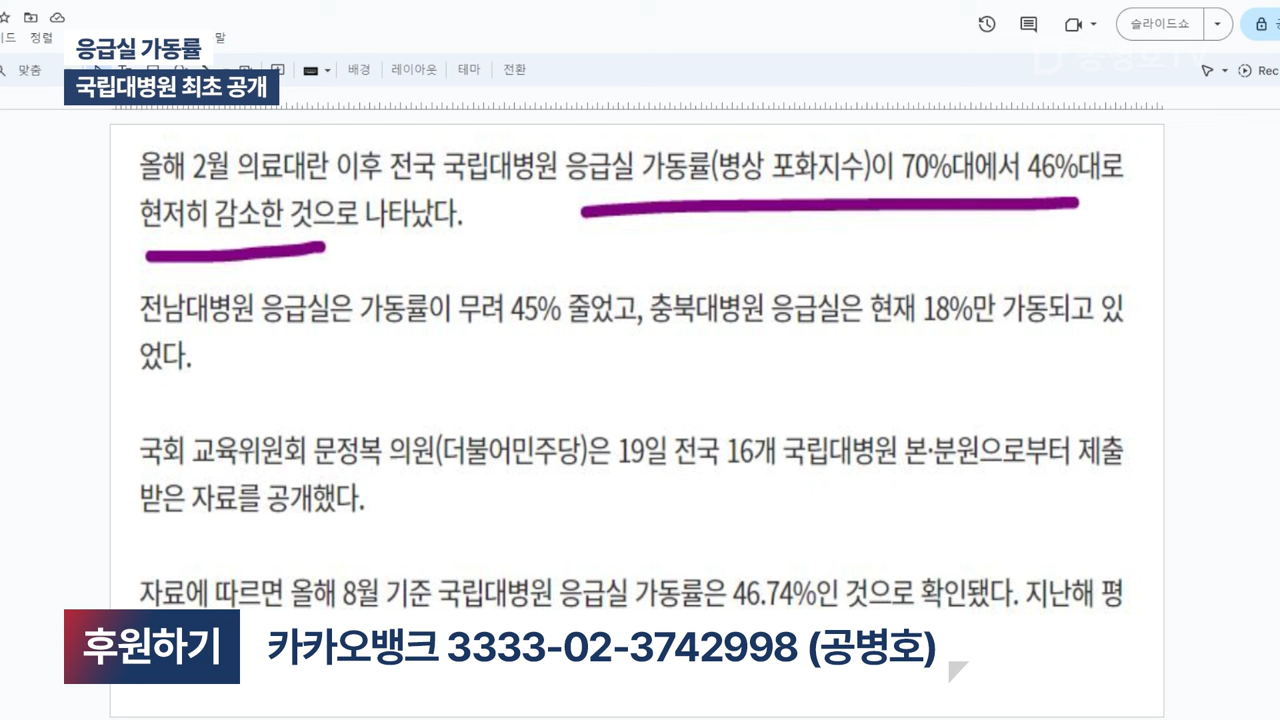 슬라이드쇼
정렬
말
응급실 가동률
국립대병원 최초 공개
맞춤
배경
레이아웃
테마
전환
공병호TV
Rec
올해 2월 의료대란 이후 전국 국립대병원 응급실 가동률(병상 포화지수)이 70%대에서 46%대로
현저히 감소한 것으로 나타났다.
전남대병원 응급실은 가동률이 무려 45% 줄었고, 충북대병원 응급실은 현재 18%만 가동되고 있
었다.
국회 교육위원회 문정복 의원(더불어민주당)은 19일 전국 16개 국립대병원 본·분원으로부터 제출
받은 자료를 공개했다.
자료에 따르면 올해 8월 기준 국립대병원 응급실 가동률은 46.74%인 것으로 확인됐다. 지난해 평
후원하기
카카오뱅크 3333-02-3742998 (공병호)